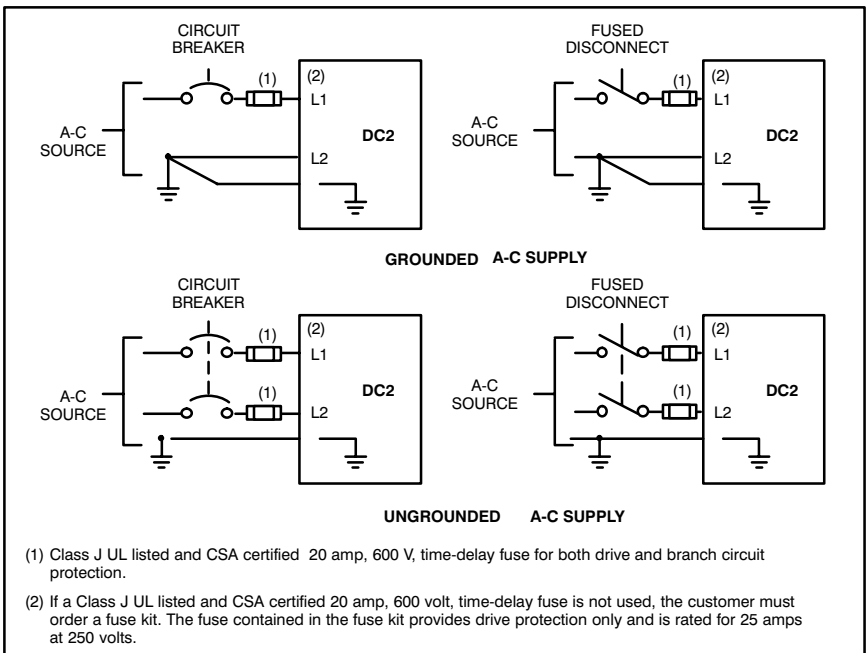 CIRCUIT
BREAKER
(1)
(2)
L1
A-C
SOURCE
DC2
L2
FUSED
DISCONNECT
(1)
(2)
L1
A-C
SOURCE
DC2
L2
GROUNDED A-C SUPPLY
CIRCUIT
BREAKER
(1)
(2)
L1
A-C
SOURCE
(1)
DC2
L2
FUSED
DISCONNECT
(1)
(2)
L1
A-C
SOURCE
(1)
DC2
L2
UNGROUNDED A-C SUPPLY
(1) Class J UL listed and CSA certified 20 amp, 600 V, time-delay fuse for both drive and branch circuit
protection.
(2) If a Class J UL listed and CSA certified 20 amp, 600 volt, time-delay fuse is not used, the customer must
order a fuse kit. The fuse contained in the fuse kit provides drive protection only and is rated for 25 amps
at 250 volts.